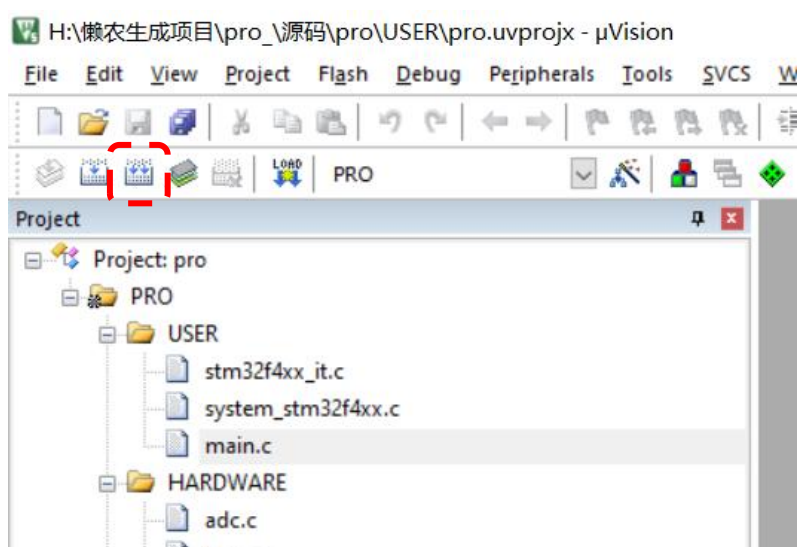 H:\懒农生成项目\pro_\源码\pro\USER\pro.uvprojx - µVision
File Edit View Project Flash Debug Peripherals Tools SVCS W
LOAD PRO
Project
Project: pro
PRO
USER
stm32f4xx_it.c
system_stm32f4xx.c
main.c
HARDWARE
adc.c